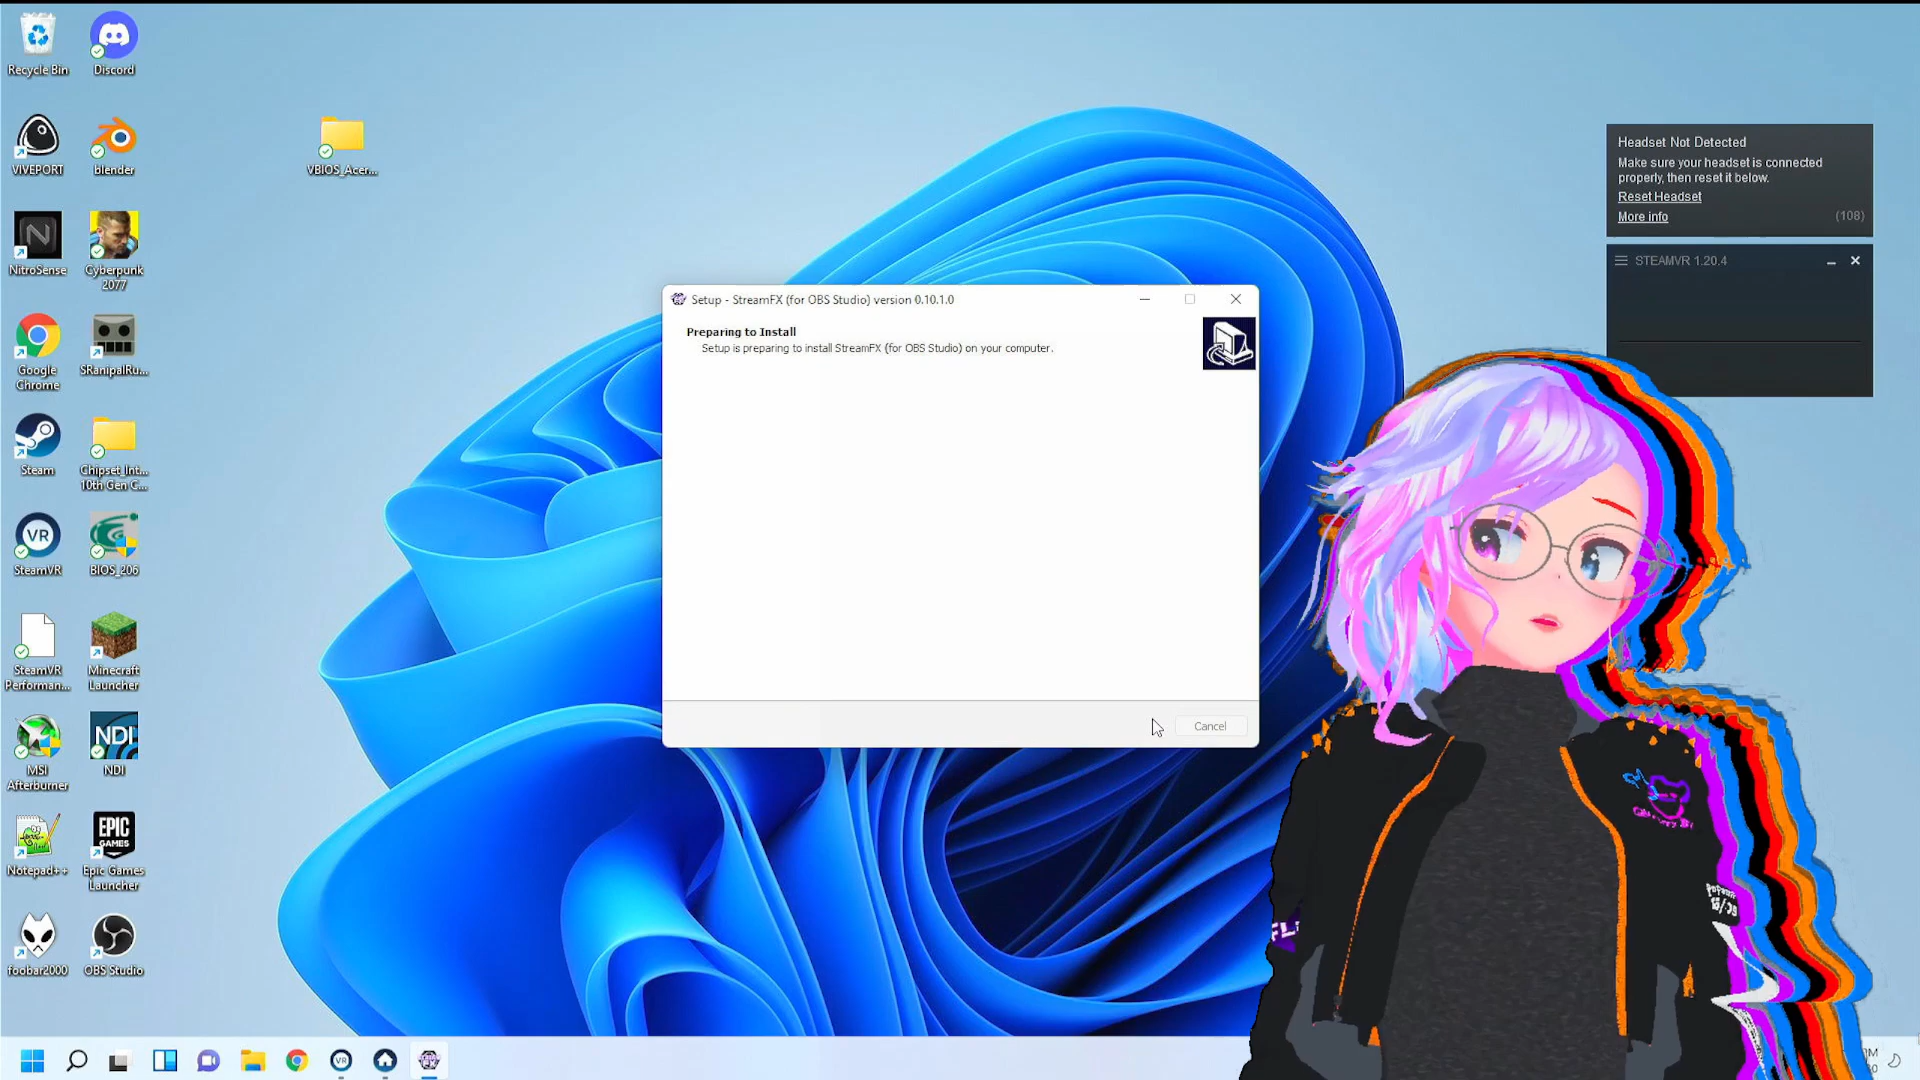 Recycle Bin
Discord
VIVEPORT
blender
VBIOS_Acer...
NitroSense
Cyberpunk
2077
Google
Chrome
SRanipalRu...
Steam
Chipset_Int...
10th Gen C...
VR
SteamVR
BIOS_206
SteamVR
Performan...
Minecraft
Launcher
MSI
Afterburner
NDI
NDI
Notepad++
EPIC
GAMES
Epic Games
Launcher
foobar2000
OBS Studio
Setup - StreamFX (for OBS Studio) version 0.10.1.0
Preparing to Install
Setup is preparing to install StreamFX (for OBS Studio) on your computer.
Cancel
Headset Not Detected
Make sure your headset is connected
properly, then reset it below.
Reset Headset
More info
(108)
STEAMVR 1.20.4